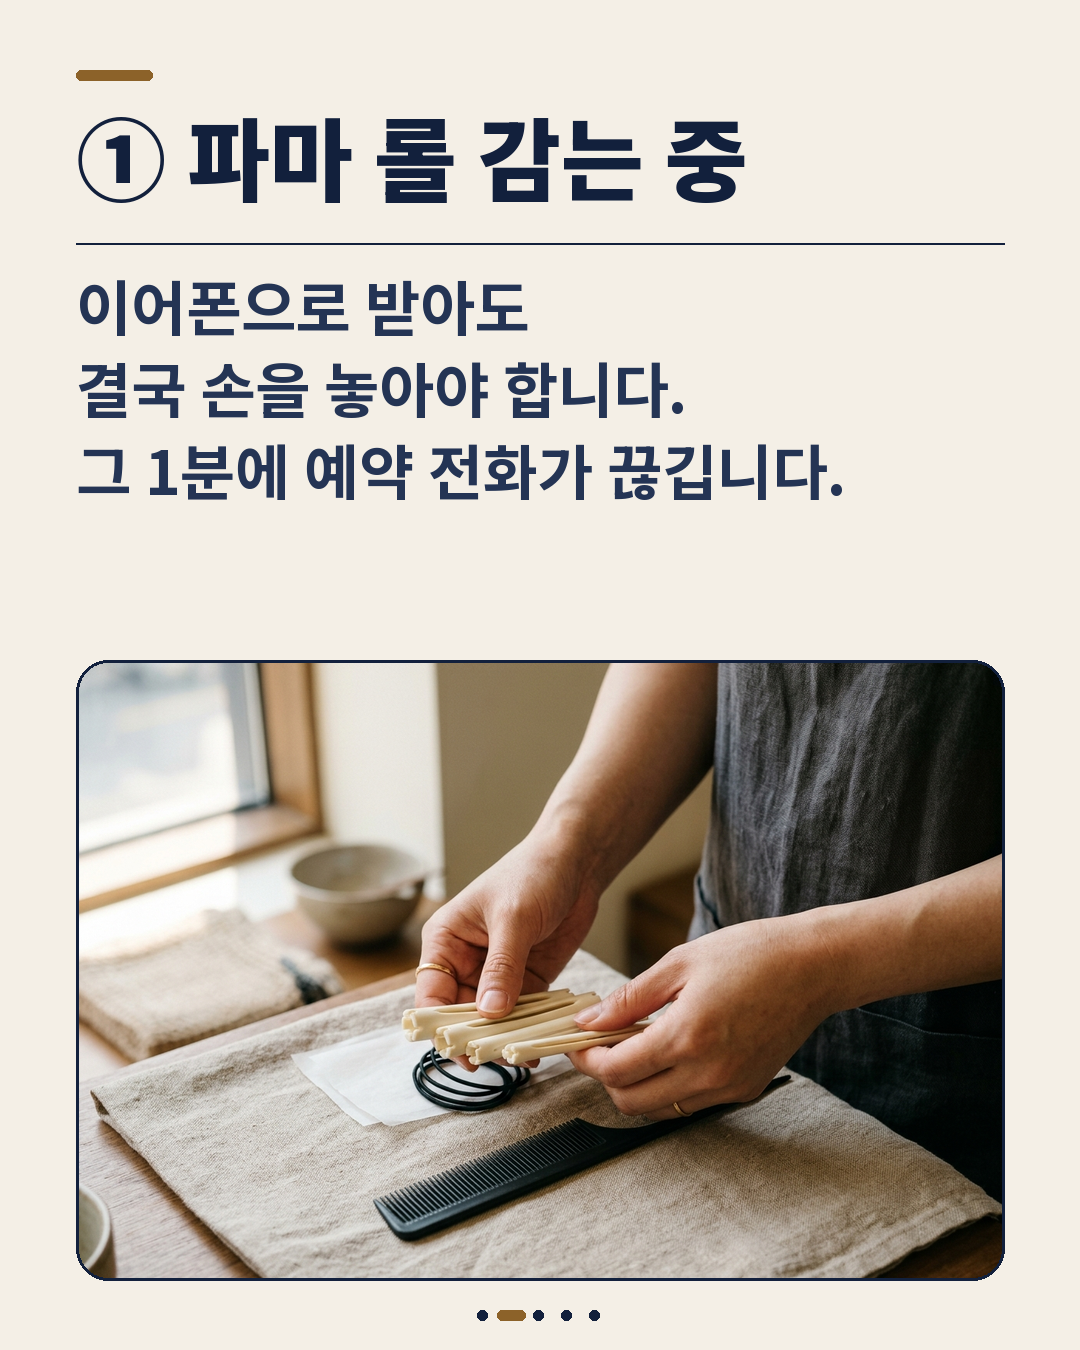 ① 파마 롤 감는 중
이어폰으로 받아도
결국 손을 놓아야 합니다.
그 1분에 예약 전화가 끊깁니다.